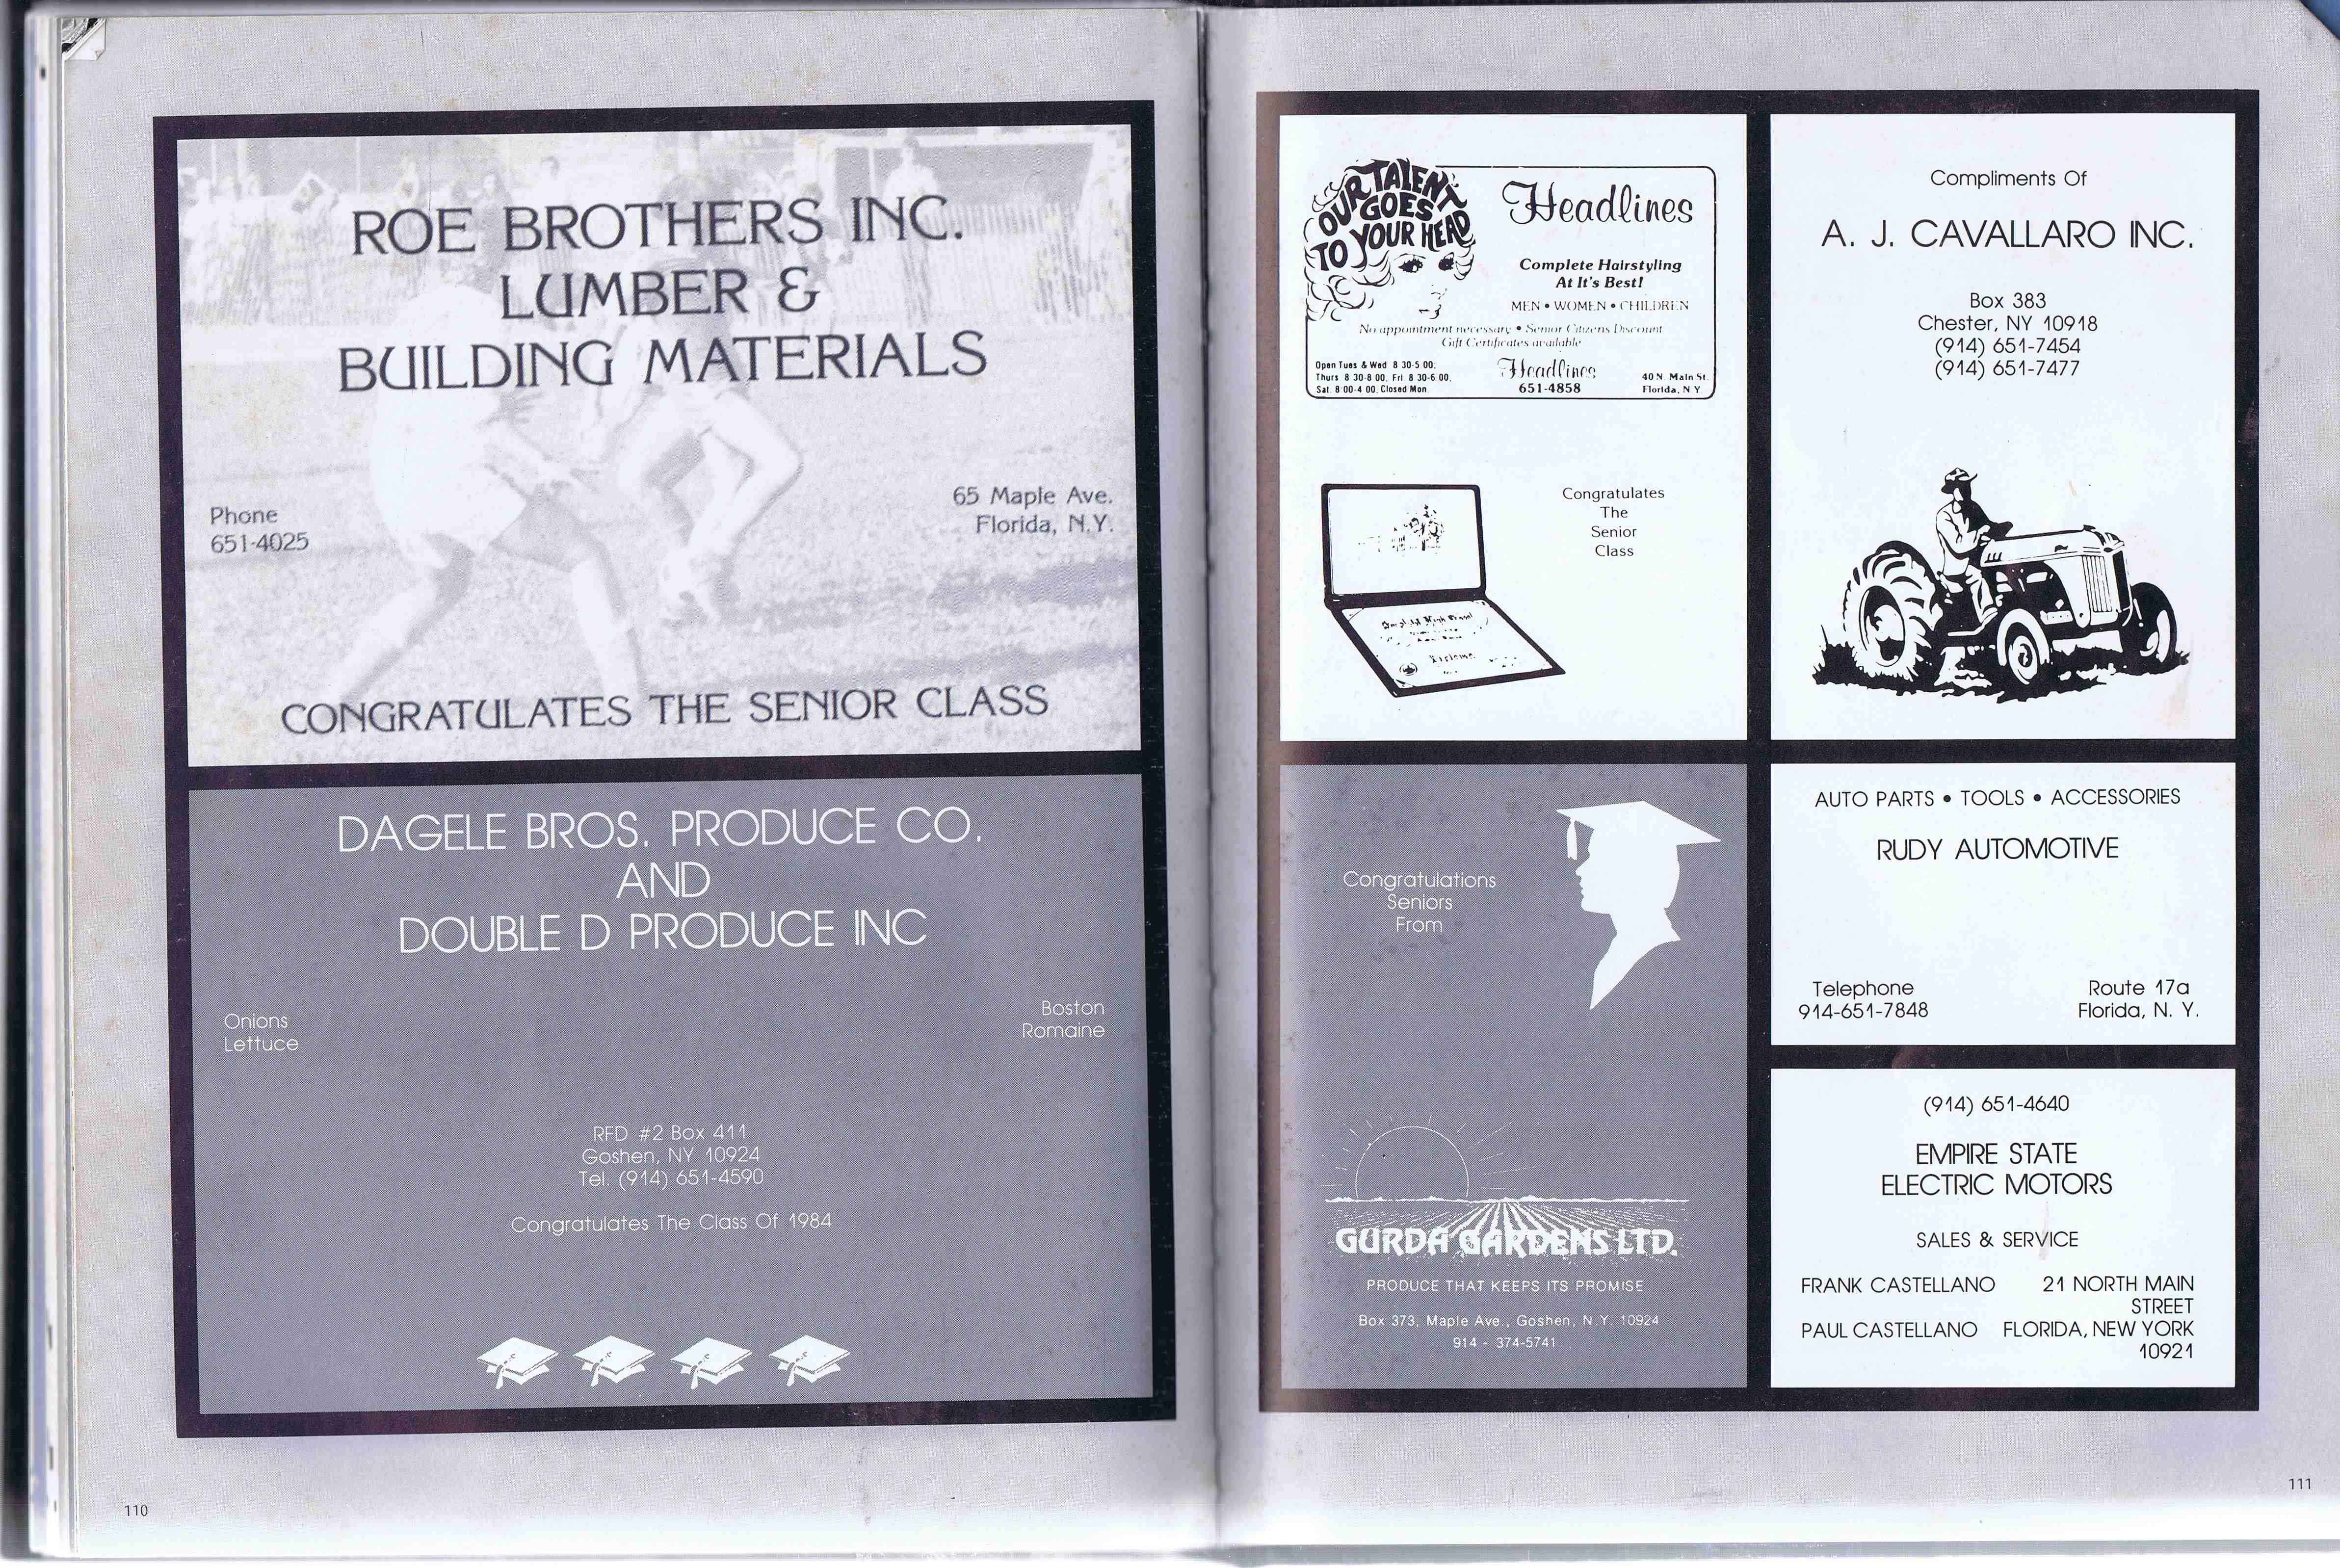 ROE BROTHERS INC.
LUMBER &
BUILDING MATERIALS
Phone
651-4025
65 Maple Ave.
Florida, N.Y.
CONGRATULATES THE SENIOR CLASS
DAGELE BROS. PRODUCE CO.
AND
DOUBLE D PRODUCE INC
Onions
Lettuce
Boston
Romaine
RFD #2 Box 411
Goshen, NY 10924
Tel. (914) 651-4590
Congratulates The Class Of 1984
110
OUR TALENT
GOES
TO YOUR HEAD
Headlines
Complete Hairstyling
At It's Best!
MEN • WOMEN • CHILDREN
No appointment necessary • Senior Citizens Discount
Gift Certificates available
Open Tues & Wed 8 30-5 00,
Thurs 8 30-8 00, Fri 8 30-6 00,
Sat. 8 00-4 00, Closed Mon
Headlines
651-4858
40 N. Main St.
Florida, N.Y.
Congratulates
The
Senior
Class
Diploma
Compliments Of
A. J. CAVALLARO INC.
Box 383
Chester, NY 10918
(914) 651-7454
(914) 651-7477
Congratulations
Seniors
From
GURDA GARDENS LTD.
PRODUCE THAT KEEPS ITS PROMISE
Box 373, Maple Ave., Goshen, N.Y. 10924
914 - 374-5741
AUTO PARTS • TOOLS • ACCESSORIES
RUDY AUTOMOTIVE
Telephone
914-651-7848
Route 17a
Florida, N. Y.
(914) 651-4640
EMPIRE STATE
ELECTRIC MOTORS
SALES & SERVICE
FRANK CASTELLANO
PAUL CASTELLANO
21 NORTH MAIN
STREET
FLORIDA, NEW YORK
10921
111